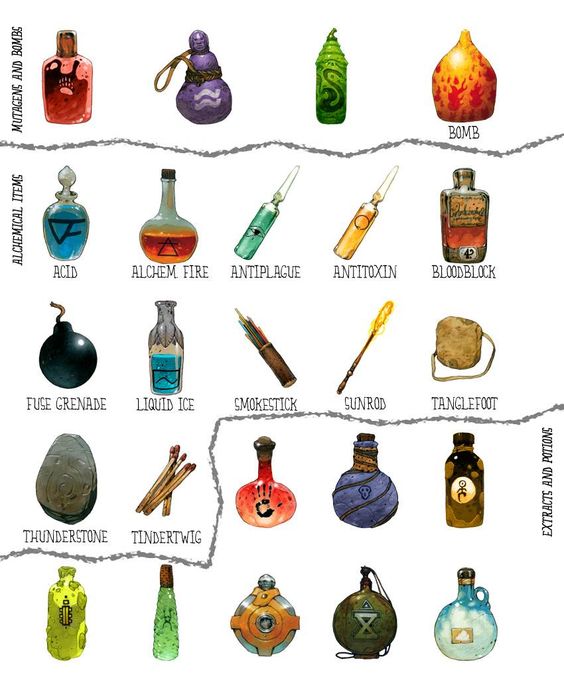 MUTAGENS AND BOMBS
BOMB
ALCHEMICAL ITEMS
ACID
ALCHEM. FIRE
ANTIPLAGUE
ANTITOXIN
BLOODBLOCK
FUSE GRENADE
LIQUID ICE
SMOKESTICK
SUNROD
TANGLEFOOT
EXTRACTS AND POTIONS
THUNDERSTONE
TINDERTWIG